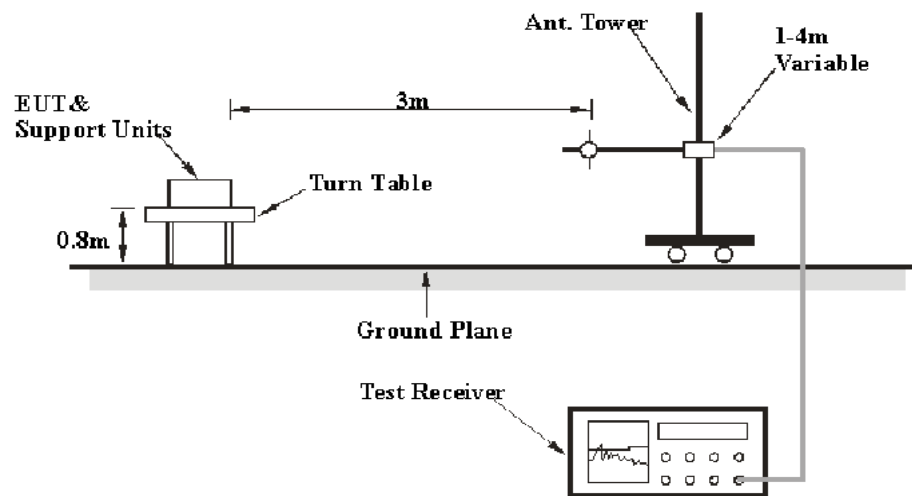 Ant. Tower
1-4m
Variable
EUT&
Support Units
3m
Turn Table
0.8m
Ground Plane
Test Receiver